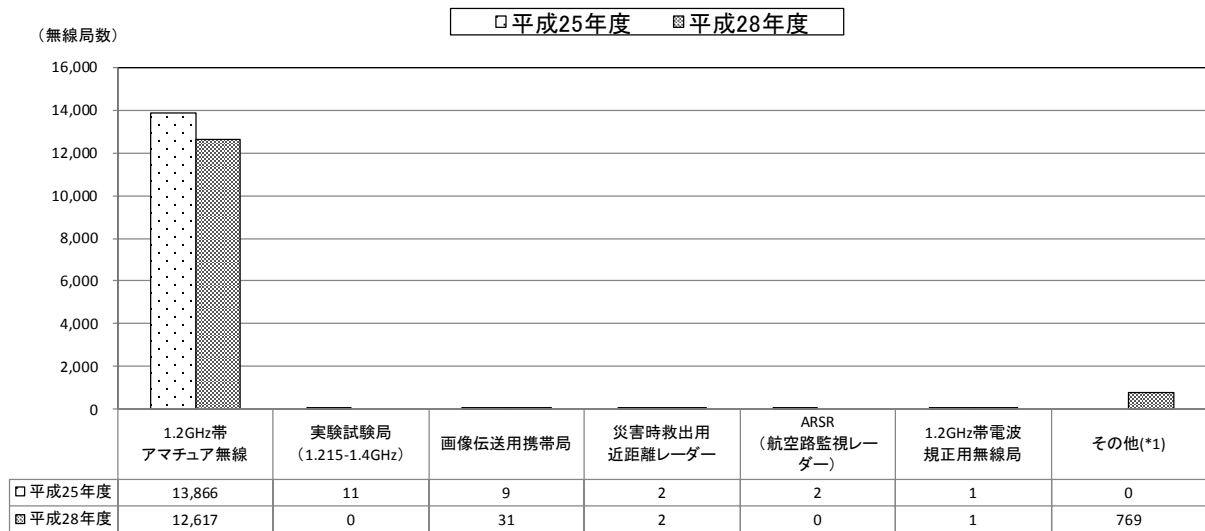 平成25年度 平成28年度
(無線局数)
16,000
14,000
12,000
10,000
8,000
6,000
4,000
2,000
0
1.2GHz帯
アマチュア無線
実験試験局
(1.215-1.4GHz)
画像伝送用携帯局
災害時救出用
近距離レーダー
ARSR
(航空路監視レー
ダー)
1.2GHz帯電波
規正用無線局
その他(*1)
平成25年度 13,866 11 9 2 2 1 0
平成28年度 12,617 0 31 2 0 1 769